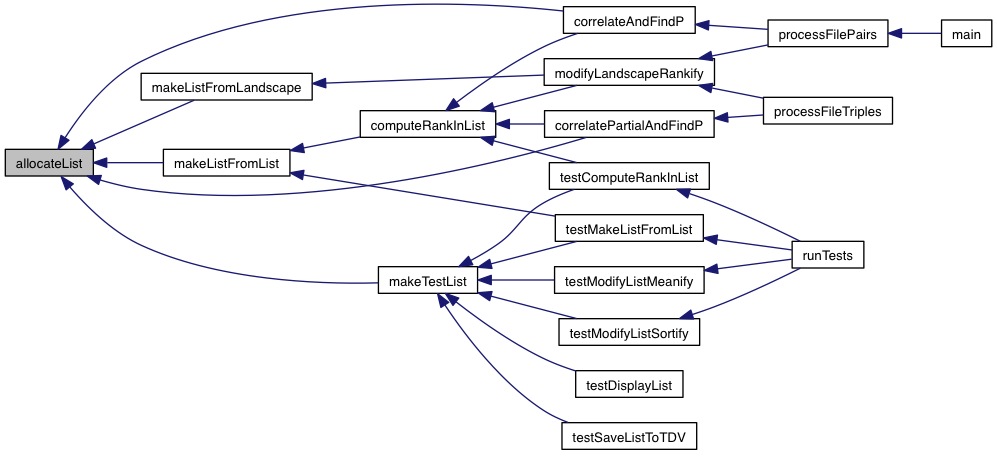 correlateAndFindP
processFilePairs
main
modifyLandscapeRankify
makeListFromLandscape
processFileTriples
computeRankInList
correlatePartialAndFindP
allocateList
makeListFromList
testComputeRankInList
testMakeListFromList
runTests
makeTestList
testModifyListMeanify
testModifyListSortify
testDisplayList
testSaveListToTDV